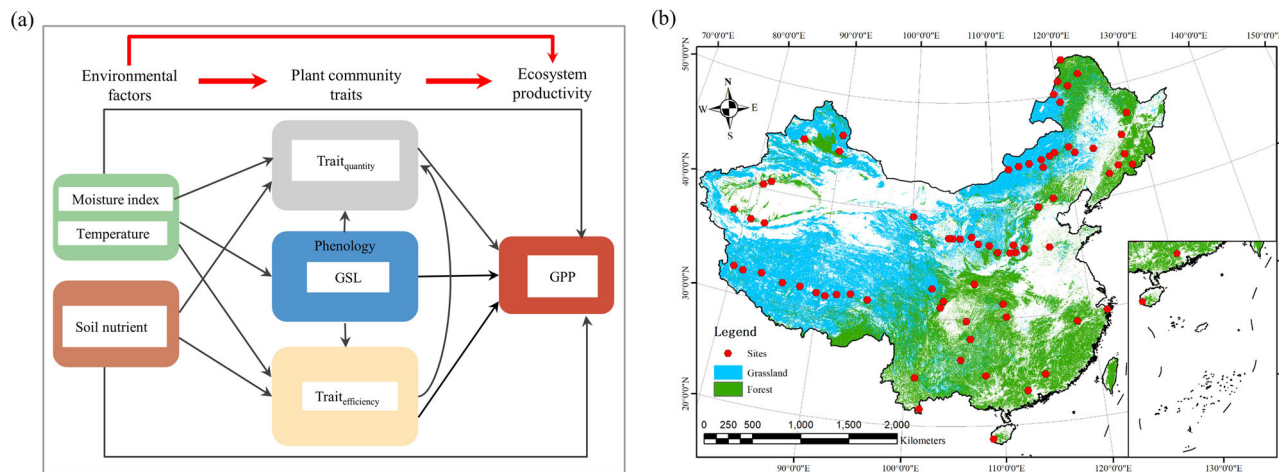 (a)
Environmental
factors
Plant community
traits
Ecosystem
productivity
Moisture index
Temperature
Soil nutrient
Traitquantity
Phenology
GSL
Traitefficiency
GPP
(b)
70°0'0"E 80°0'0"E 90°0'0"E 100°0'0"E 110°0'0"E 120°0'0"E 130°0'0"E 140°0'0"E 150°0'0"E
50°0'0"N
40°0'0"N
30°0'0"N
20°0'0"N
N
W E
S
Legend
Sites
Grassland
Forest
0 250 500 1,000 1,500 2,000
Kilometers
90°0'0"E 100°0'0"E 110°0'0"E 120°0'0"E 130°0'0"E